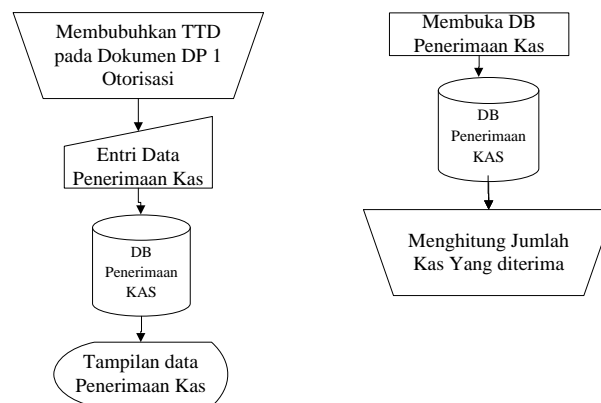 Membubuhkan TTD
pada Dokumen DP 1
Otorisasi
Entri Data
Penerimaan Kas
DB
Penerimaan
KAS
Tampilan data
Penerimaan Kas
Membuka DB
Penerimaan Kas
DB
Penerimaan
KAS
Menghitung Jumlah
Kas Yang diterima